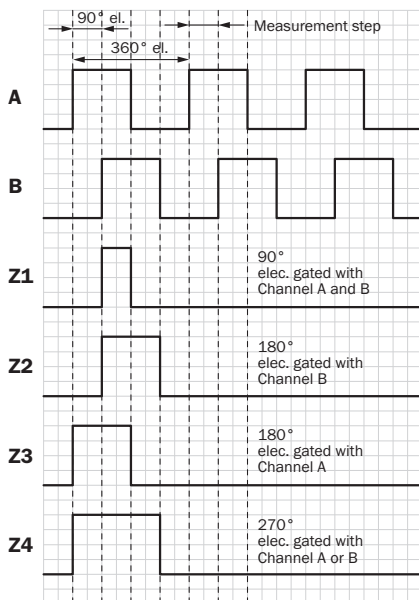 90° el.
Measurement step
360° el.
A
B
Z1
90°
elec. gated with
Channel A and B
Z2
180°
elec. gated with
Channel B
Z3
180°
elec. gated with
Channel A
Z4
270°
elec. gated with
Channel A or B